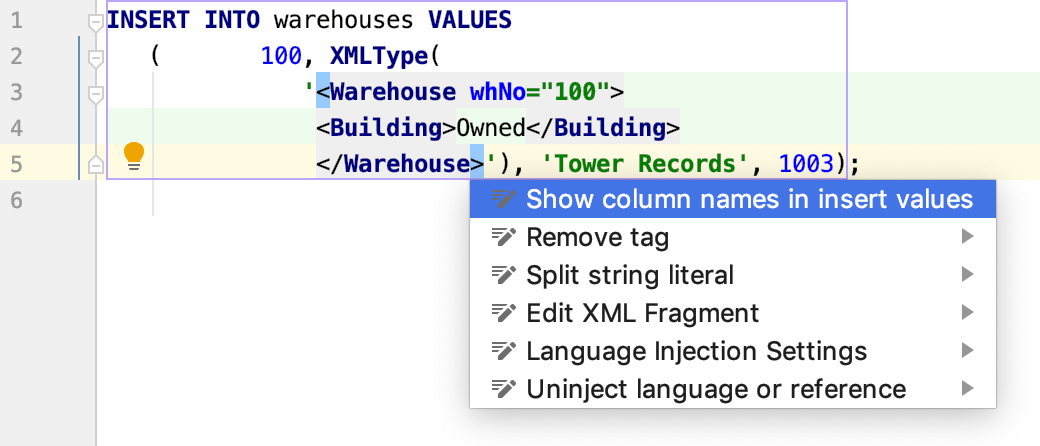 1 INSERT INTO warehouses VALUES
2 ( 100, XMLType(
3 '<Warehouse whNo="100">
4 <Building>Owned</Building>
5 </Warehouse>'), 'Tower Records', 1003);
6
Show column names in insert values
Remove tag
Split string literal
Edit XML Fragment
Language Injection Settings
Uninject language or reference